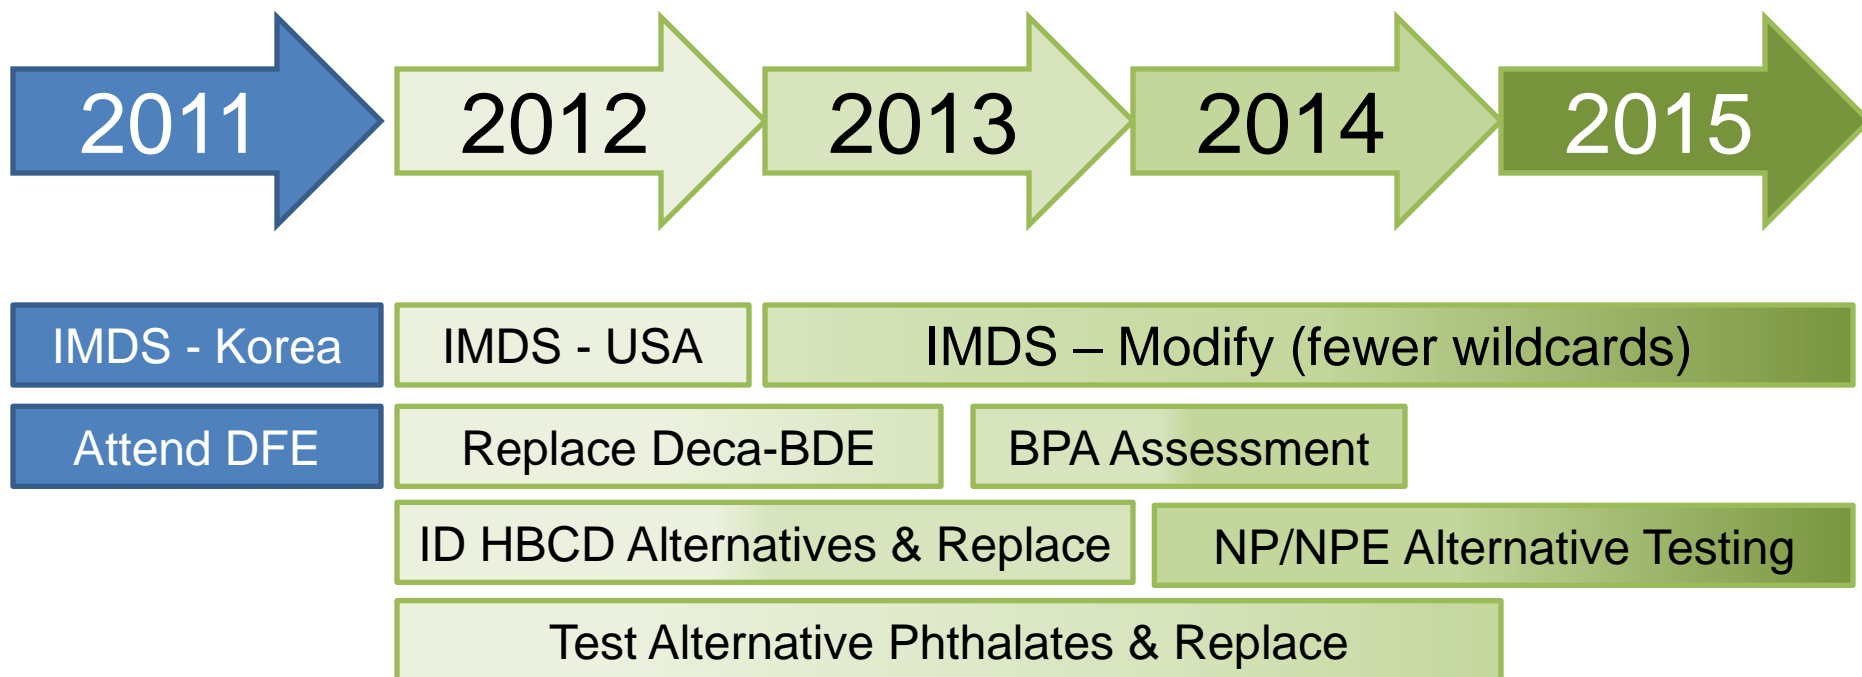 2011
2012
2013
2014
2015
IMDS - Korea
IMDS - USA
IMDS – Modify (fewer wildcards)
Attend DFE
Replace Deca-BDE
BPA Assessment
ID HBCD Alternatives & Replace
NP/NPE Alternative Testing
Test Alternative Phthalates & Replace